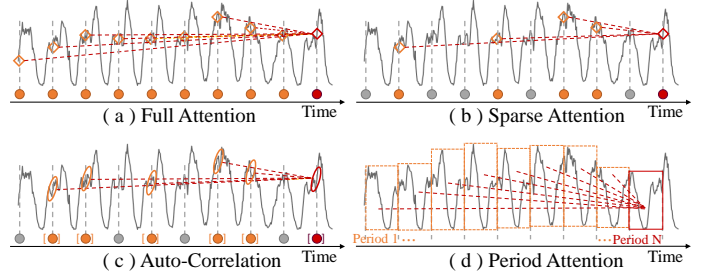 ( a ) Full Attention Time
( b ) Sparse Attention Time
( c ) Auto-Correlation Time
Period 1 ... ... Period N
( d ) Period Attention Time